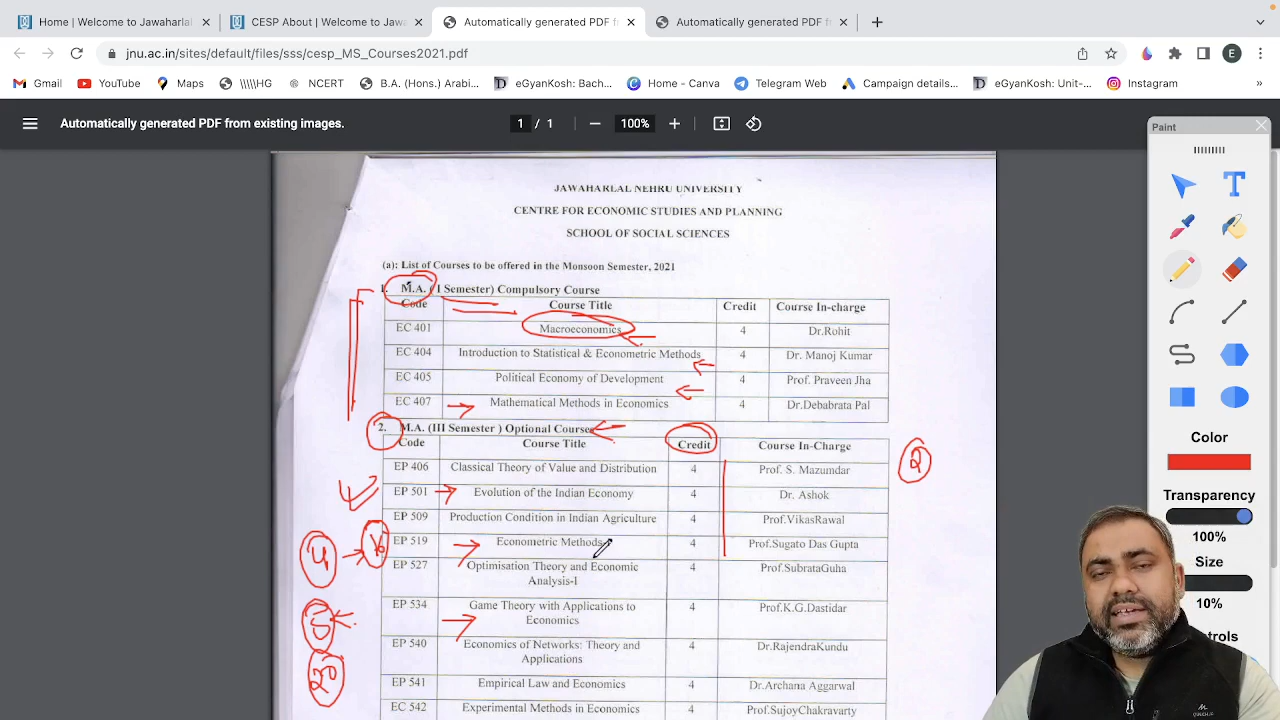 Home | Welcome to Jawaharlal
CESP About | Welcome to Jawa
Automatically generated PDF f
Automatically generated PDF fr
jnu.ac.in/sites/default/files/sss/cesp_MS_Courses2021.pdf
E
Gmail
YouTube
Maps
\\\\\HG
NCERT
B.A. (Hons.) Arabi...
eGyanKosh: Bach...
Home - Canva
Telegram Web
Campaign details...
eGyanKosh: Unit-...
Instagram
»
Automatically generated PDF from existing images.
1 / 1
100%
Paint
JAWAHARLAL NEHRU UNIVERSITY
CENTRE FOR ECONOMIC STUDIES AND PLANNING
SCHOOL OF SOCIAL SCIENCES
(a): List of Courses to be offered in the Monsoon Semester, 2021
1. M.A. ( I Semester) Compulsory Course
Code Course Title Credit Course In-charge
EC 401 Macroeconomics 4 Dr.Rohit
EC 404 Introduction to Statistical & Econometric Methods 4 Dr. Manoj Kumar
EC 405 Political Economy of Development 4 Prof. Praveen Jha
EC 407 Mathematical Methods in Economics 4 Dr.Debabrata Pal
2. M.A. (III Semester ) Optional Courses
Code Course Title Credit Course In-Charge
EP 406 Classical Theory of Value and Distribution 4 Prof. S. Mazumdar
EP 501 Evolution of the Indian Economy 4 Dr. Ashok
EP 509 Production Condition in Indian Agriculture 4 Prof.VikasRawal
EP 519 Econometric Methods 4 Prof.Sugato Das Gupta
EP 527 Optimisation Theory and Economic Analysis-I 4 Prof.SubrataGuha
EP 534 Game Theory with Applications to Economics 4 Prof.K.G.Dastidar
EP 540 Economics of Networks: Theory and Applications 4 Dr.RajendraKundu
EP 541 Empirical Law and Economics 4 Dr.Archana Aggarwal
EC 542 Experimental Methods in Economics 4 Prof.SujoyChakravarty
4
16
20
T
Color
Transparency
100%
Size
10%